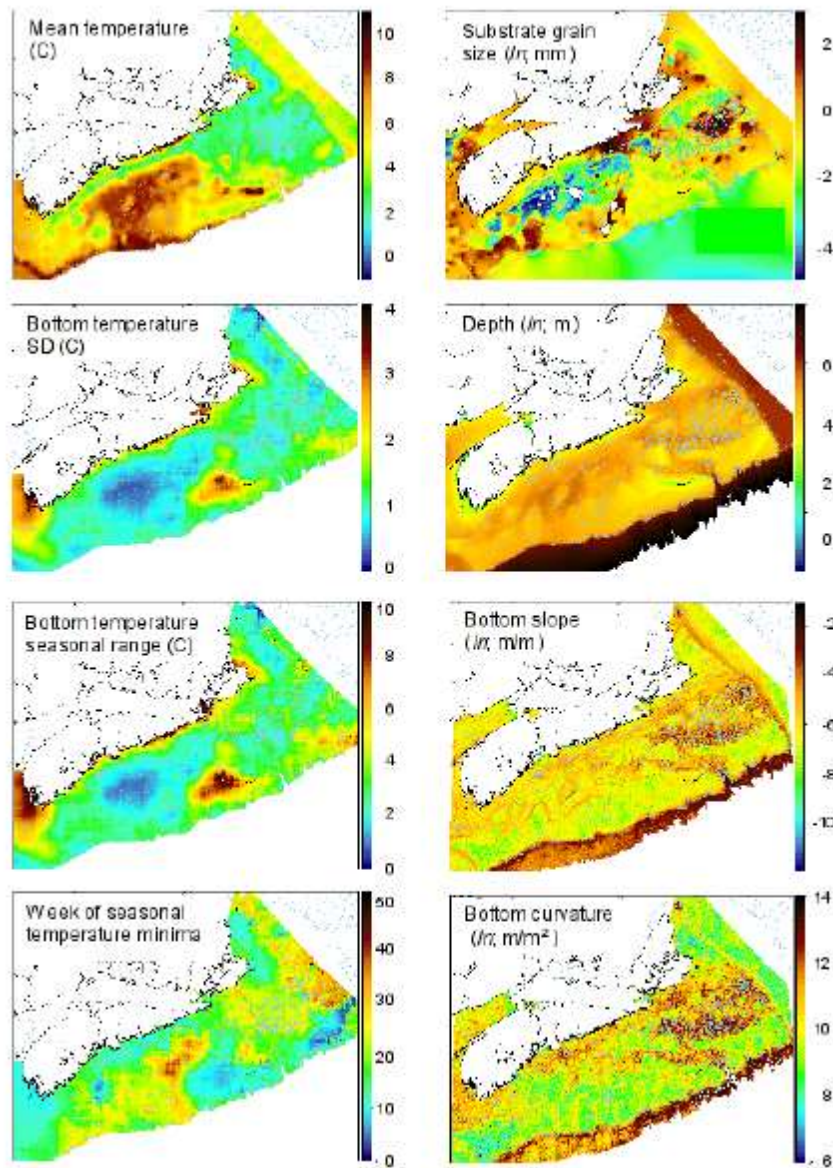 Mean temperature
(C)
10
8
6
4
2
0
Substrate grain
size (ln; mm)
2
0
-2
-4
Bottom temperature
SD (C)
4
3
2
1
0
Depth (ln; m)
6
4
2
0
Bottom temperature
seasonal range (C)
10
8
6
4
2
0
Bottom slope
(ln; m/m)
-2
-4
-6
-8
-10
Week of seasonal
temperature minima
50
40
30
20
10
0
Bottom curvature
(ln; m/m²)
14
12
10
8
6